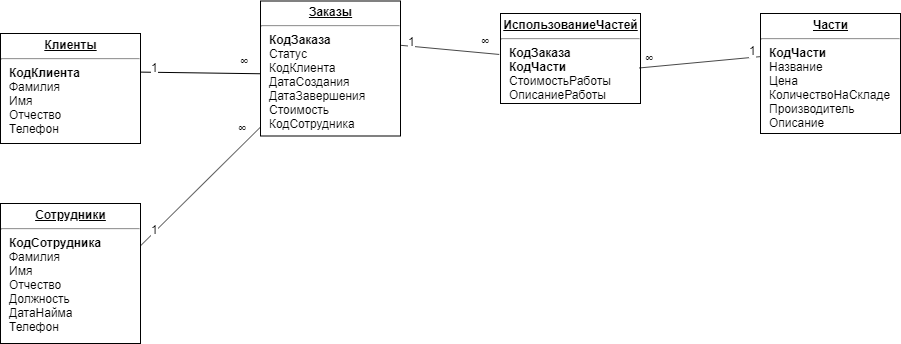 Клиенты
КодКлиента
Фамилия
Имя
Отчество
Телефон
1
∞
Заказы
КодЗаказа
Статус
КодКлиента
ДатаСоздания
ДатаЗавершения
Стоимость
КодСотрудника
1
∞
ИспользованиеЧастей
КодЗаказа
КодЧасти
СтоимостьРаботы
ОписаниеРаботы
∞
1
Части
КодЧасти
Название
Цена
КоличествоНаСкладе
Производитель
Описание
∞
1
Сотрудники
КодСотрудника
Фамилия
Имя
Отчество
Должность
ДатаНайма
Телефон